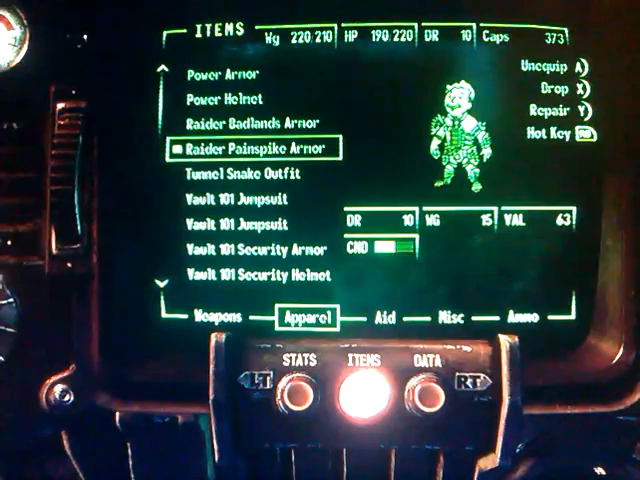 ITEMS Wg 220/210 HP 190/220 DR 10 Caps 373
Unequip A)
Drop X)
Repair Y)
Hot Key
Power Armor
Power Helmet
Raider Badlands Armor
Raider Painspike Armor
Tunnel Snake Outfit
Vault 101 Jumpsuit
Vault 101 Jumpsuit
Vault 101 Security Armor
Vault 101 Security Helmet
DR 10 WG 15 VAL 63
CND
Weapons Apparel Aid Misc Ammo
STATS ITEMS DATA
LT RT